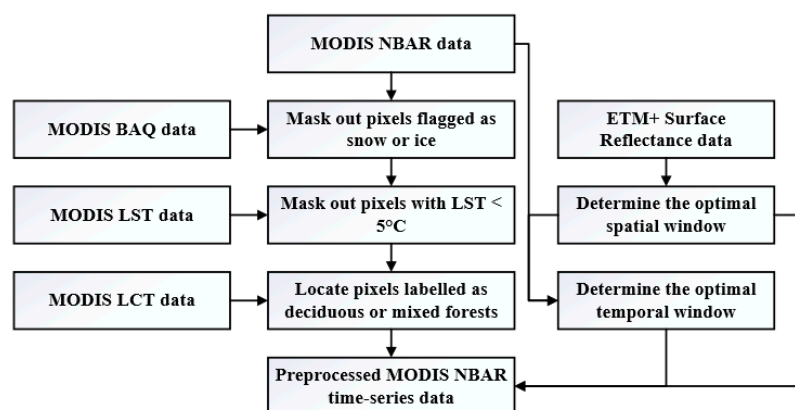 MODIS NBAR data
MODIS BAQ data
Mask out pixels flagged as
snow or ice
ETM+ Surface
Reflectance data
MODIS LST data
Mask out pixels with LST <
5°C
Determine the optimal
spatial window
MODIS LCT data
Locate pixels labelled as
deciduous or mixed forests
Determine the optimal
temporal window
Preprocessed MODIS NBAR
time-series data